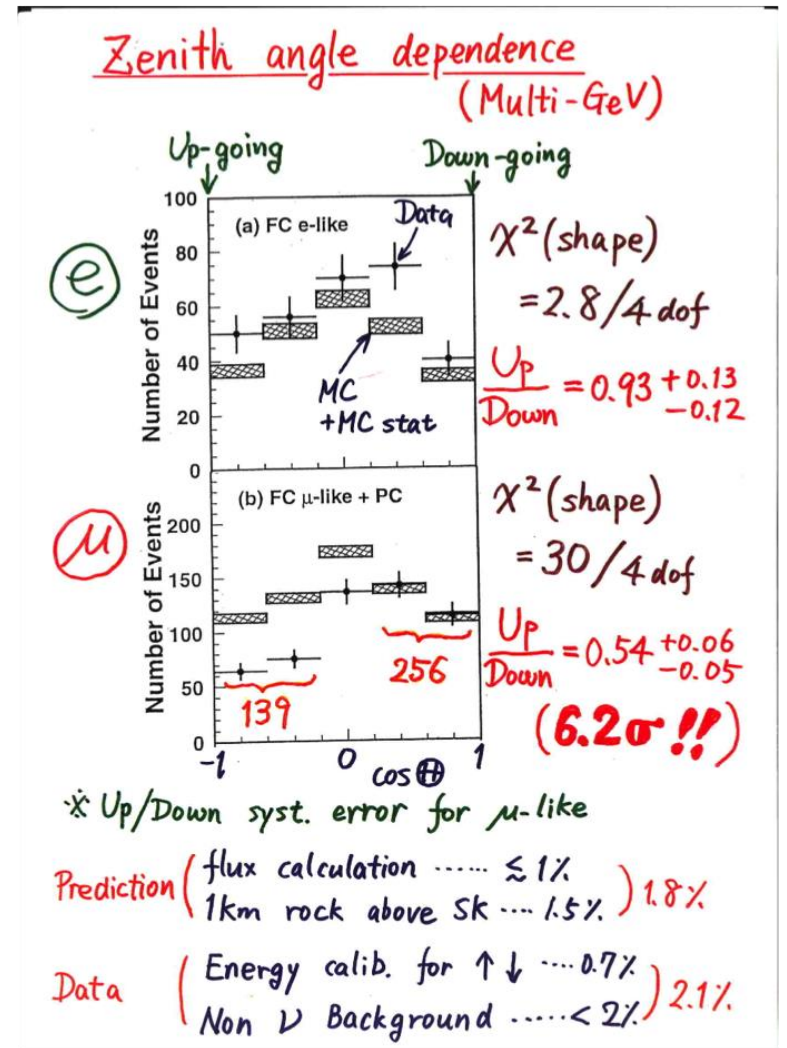 Zenith angle dependence
(Multi-GeV)
Up-going
Down-going
e
100
80
60
40
20
0
Number of Events
(a) FC e-like
Data
MC
+MC stat
χ²(shape)
=2.8/4 dof
Up/Down = 0.93 +0.13 -0.12
μ
200
150
100
50
0
Number of Events
(b) FC μ-like + PC
139
256
-1
0
1
cosΘ
χ²(shape)
=30/4 dof
Up/Down = 0.54 +0.06 -0.05
(6.2σ!!)
※ Up/Down syst. error for μ-like
Prediction ( flux calculation ...... ≲ 1%
1km rock above SK .... 1.5% ) 1.8%
Data ( Energy calib. for ↑↓ .... 0.7%
Non ν Background ..... < 2% ) 2.1%